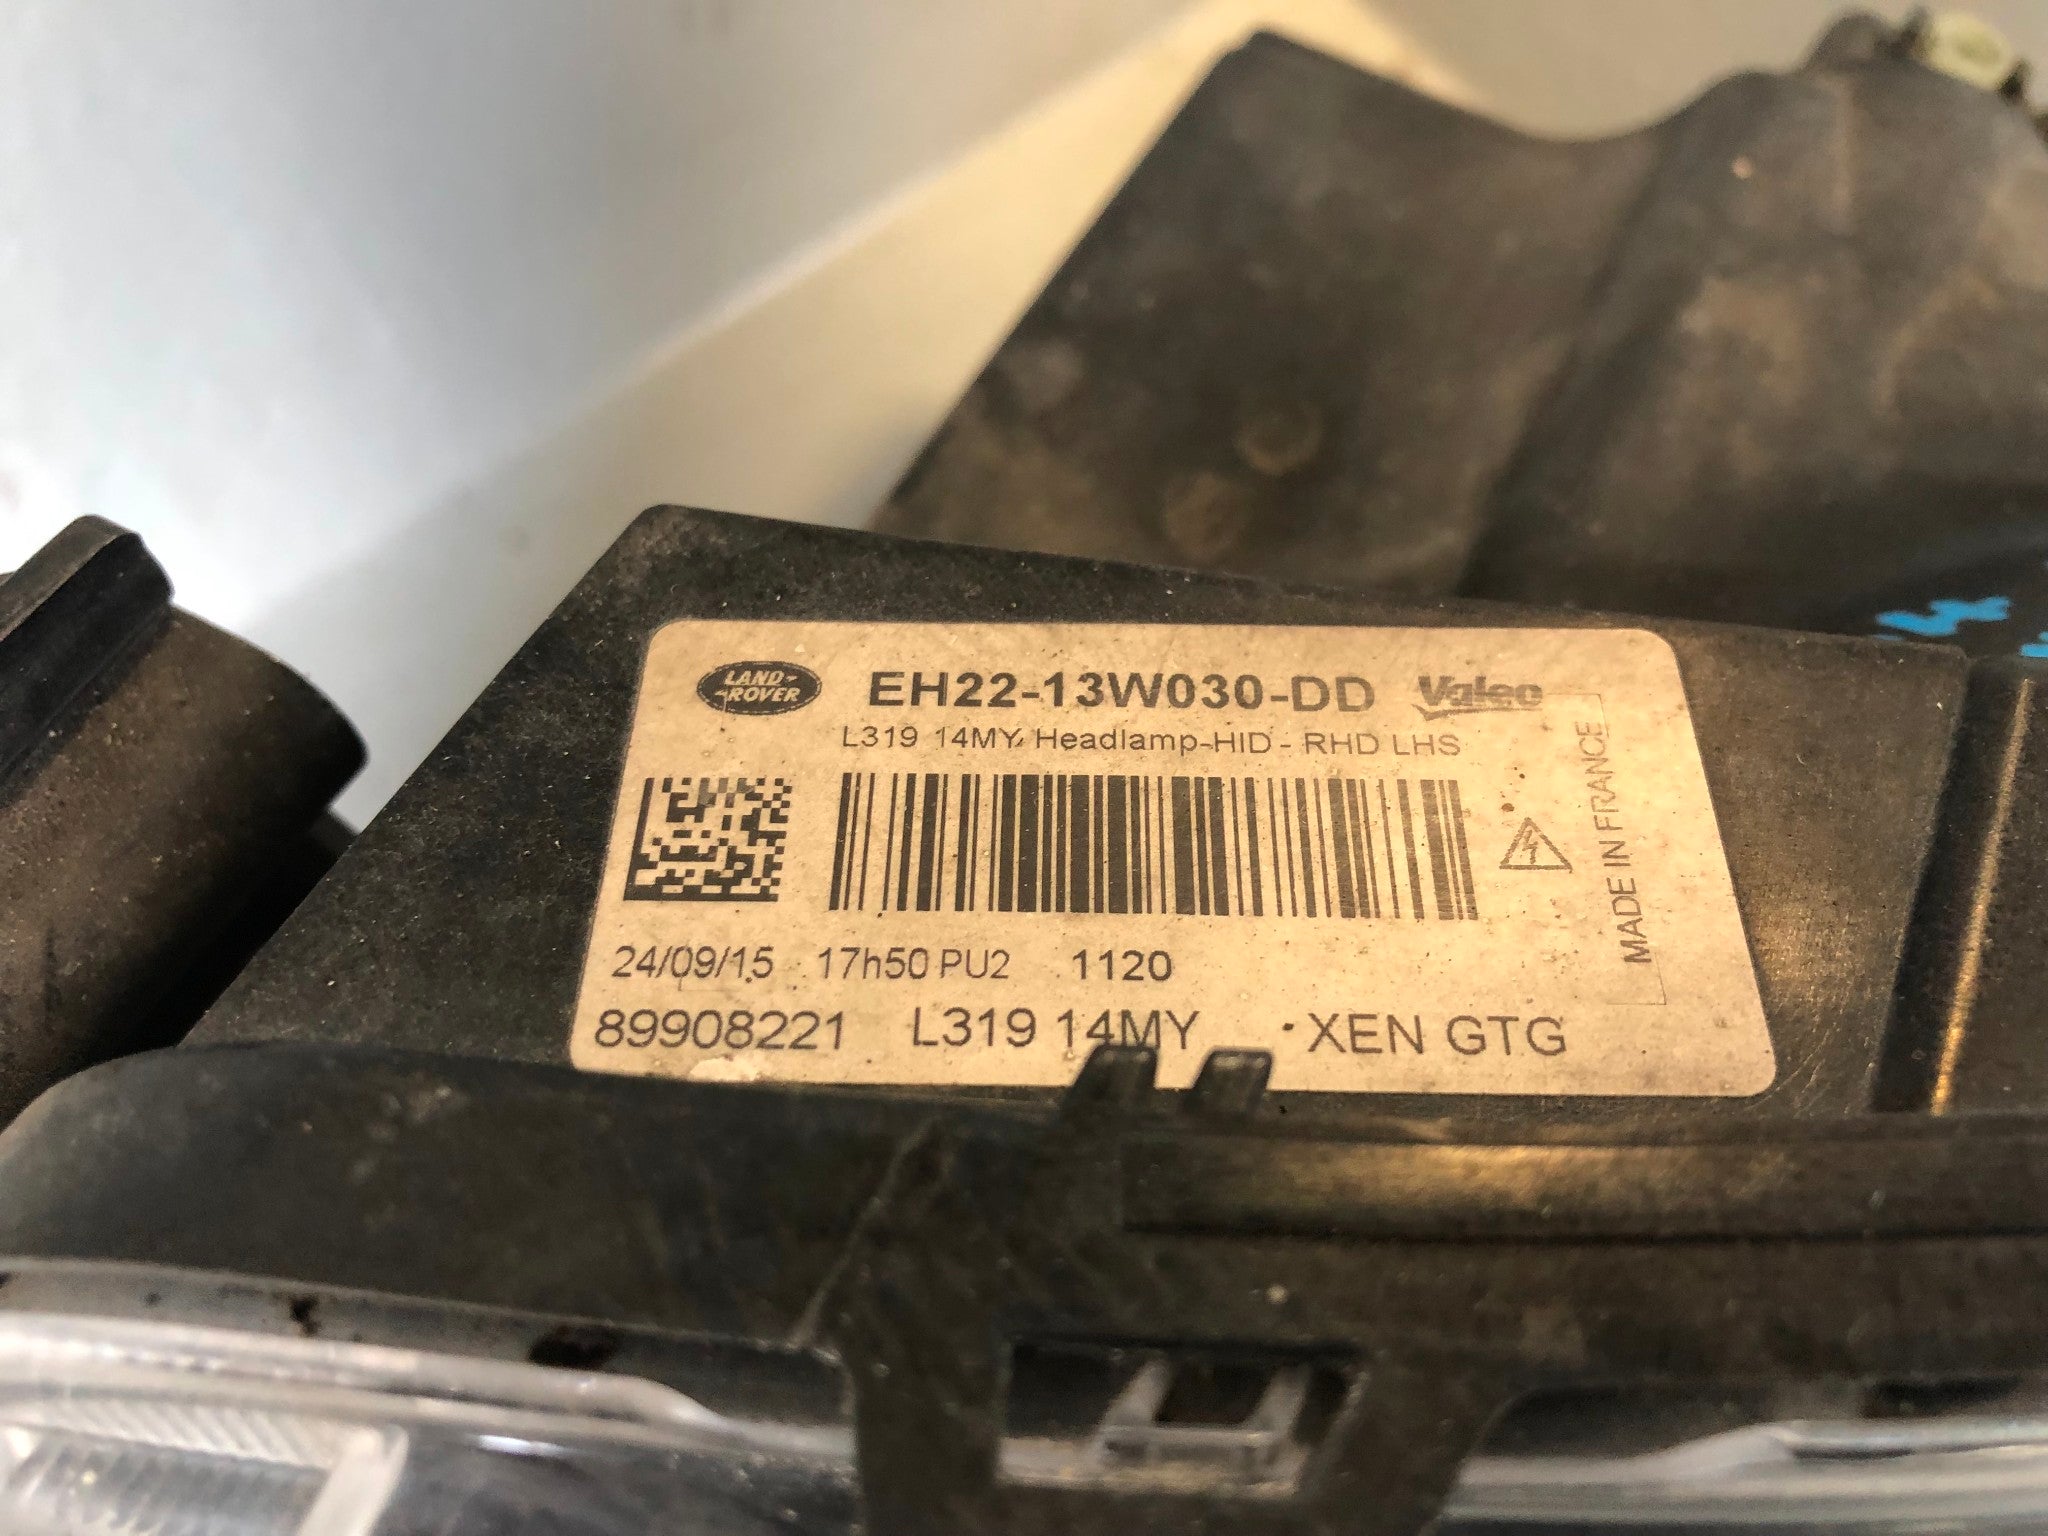 LAND ROVER EH22-13W030-DD Valeo
L319 14MY Headlamp-HID - RHD LHS
MADE IN FRANCE
24/09/15 17h50 PU2 1120
89908221 L319 14MY XEN GTG